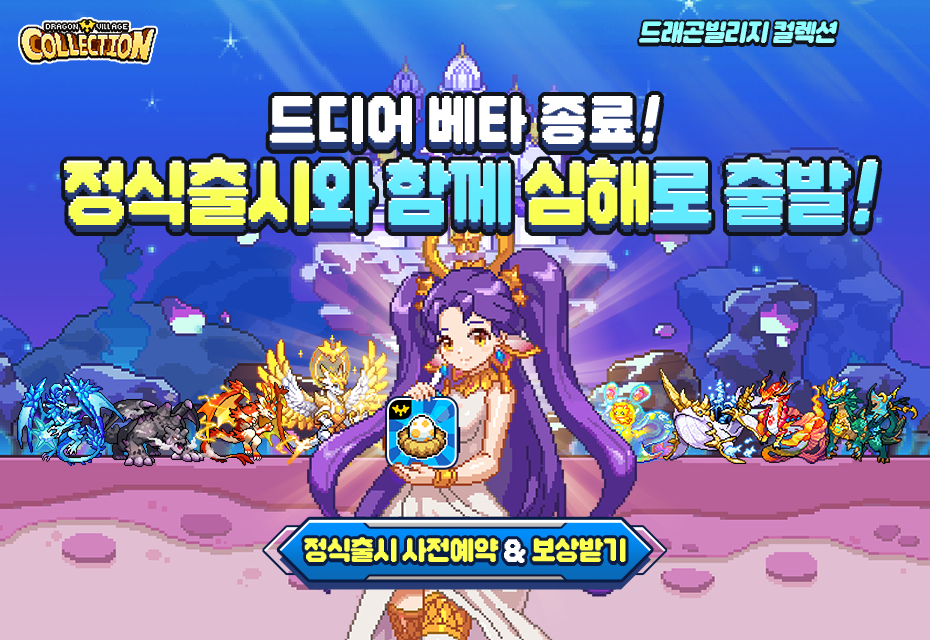 DRAGON VILLAGE
COLLECTION
드래곤빌리지 컬렉션
드디어 베타 종료!
정식출시와 함께 심해로 출발!
정식출시 사전예약 & 보상받기